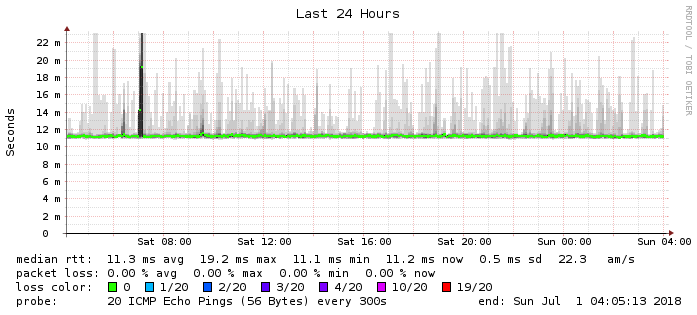 Last 24 Hours
RRDTOOL / TOBI OETIKER
Seconds
22 m
20 m
18 m
16 m
14 m
12 m
10 m
8 m
6 m
4 m
2 m
0
Sat 08:00 Sat 12:00 Sat 16:00 Sat 20:00 Sun 00:00 Sun 04:00
median rtt: 11.3 ms avg 19.2 ms max 11.1 ms min 11.2 ms now 0.5 ms sd 22.3 am/s
packet loss: 0.00 % avg 0.00 % max 0.00 % min 0.00 % now
loss color: 0 1/20 2/20 3/20 4/20 10/20 19/20
probe: 20 ICMP Echo Pings (56 Bytes) every 300s end: Sun Jul 1 04:05:13 2018